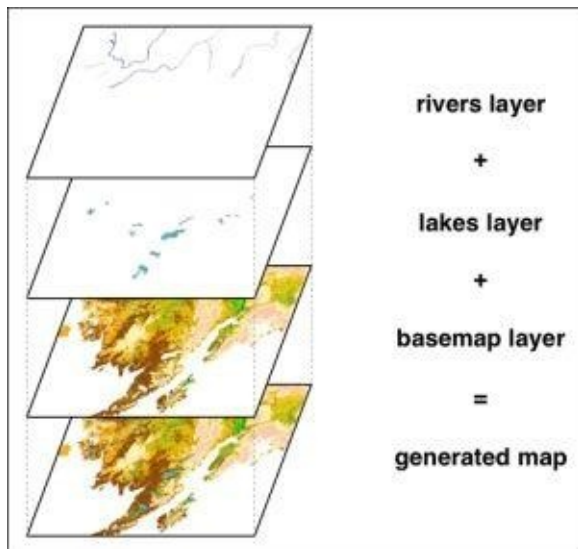 rivers layer
+
lakes layer
+
basemap layer
=
generated map